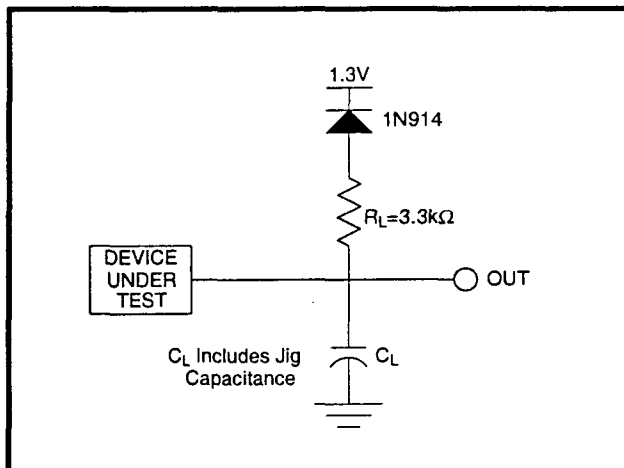 1.3V
1N914
RL=3.3kΩ
DEVICE
UNDER
TEST
OUT
CL Includes Jig
Capacitance
CL